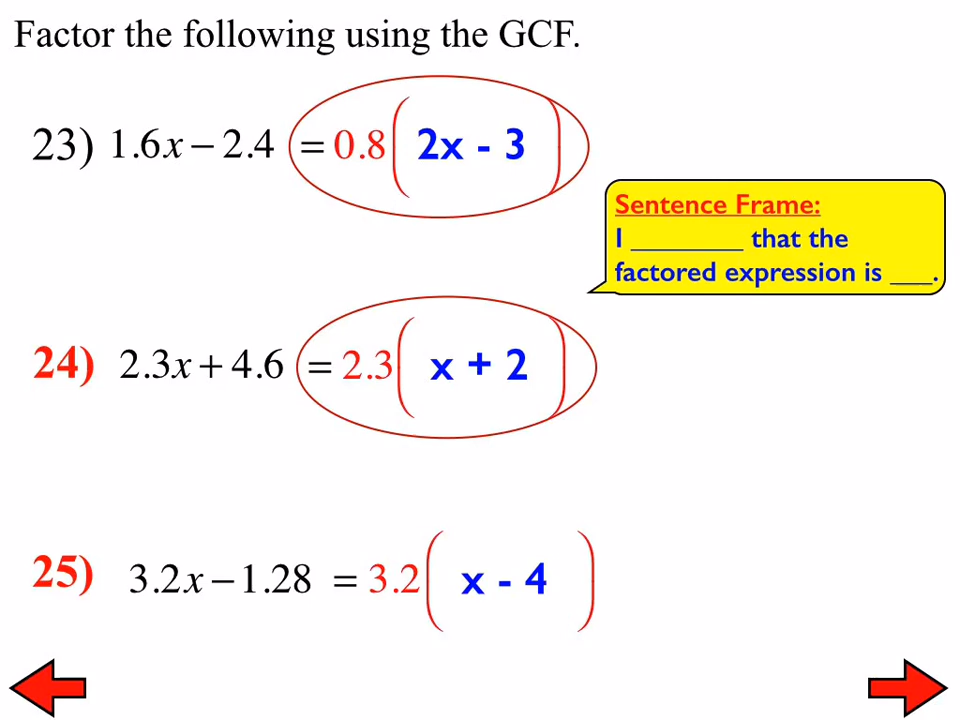 Factor the following using the GCF.
23) 1.6x − 2.4 = 0.8( 2x - 3 )
Sentence Frame:
I ________ that the
factored expression is ___.
24) 2.3x + 4.6 = 2.3( x + 2 )
25) 3.2x − 1.28 = 3.2( x - 4 )